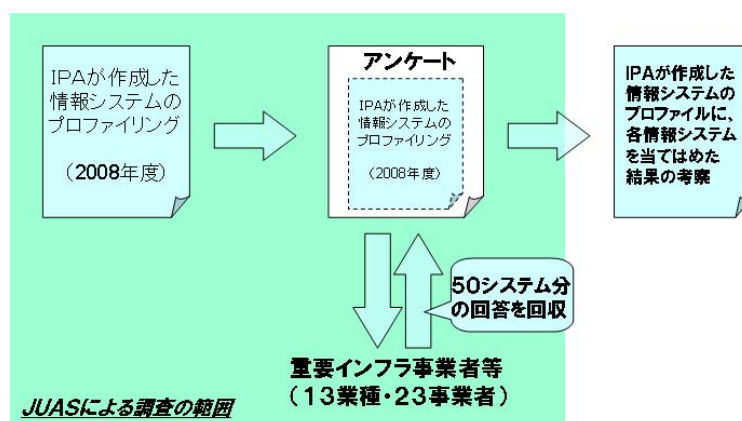 IPAが作成した
情報システムの
プロファイリング
(2008年度)
アンケート
IPAが作成した
情報システムの
プロファイリング
(2008年度)
IPAが作成した
情報システムの
プロファイルに、
各情報システム
を当てはめた
結果の考察
50システム分
の回答を回収
重要インフラ事業者等
(13業種・23事業者)
JUASによる調査の範囲